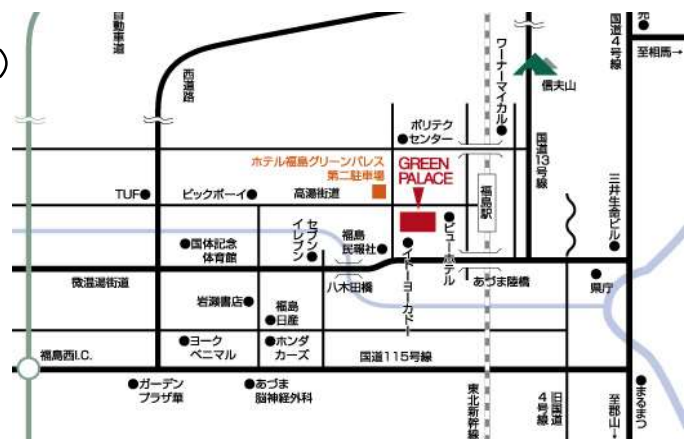 自動車道
西道路
ワーナーマイカル
国道4号線
至相馬→
信夫山
ポリテク
センター
国道13号線
ホテル福島グリーンパレス
第二駐車場
GREEN
PALACE
福島駅
TUF
ビックボーイ
高湯街道
三井生命ビル
国体記念
体育館
セブン
イレブン
福島
民報社
イトーヨーカドー
ビューホテル
微温湯街道
八木田橋
あづま陸橋
県庁
岩瀬書店
福島
日産
ヨーク
ベニマル
ホンダ
カーズ
福島西I.C.
国道115号線
ガーデン
プラザ華
あづま
脳神経外科
東北新幹線
旧国道
4号線
至郡山→
まるまつ